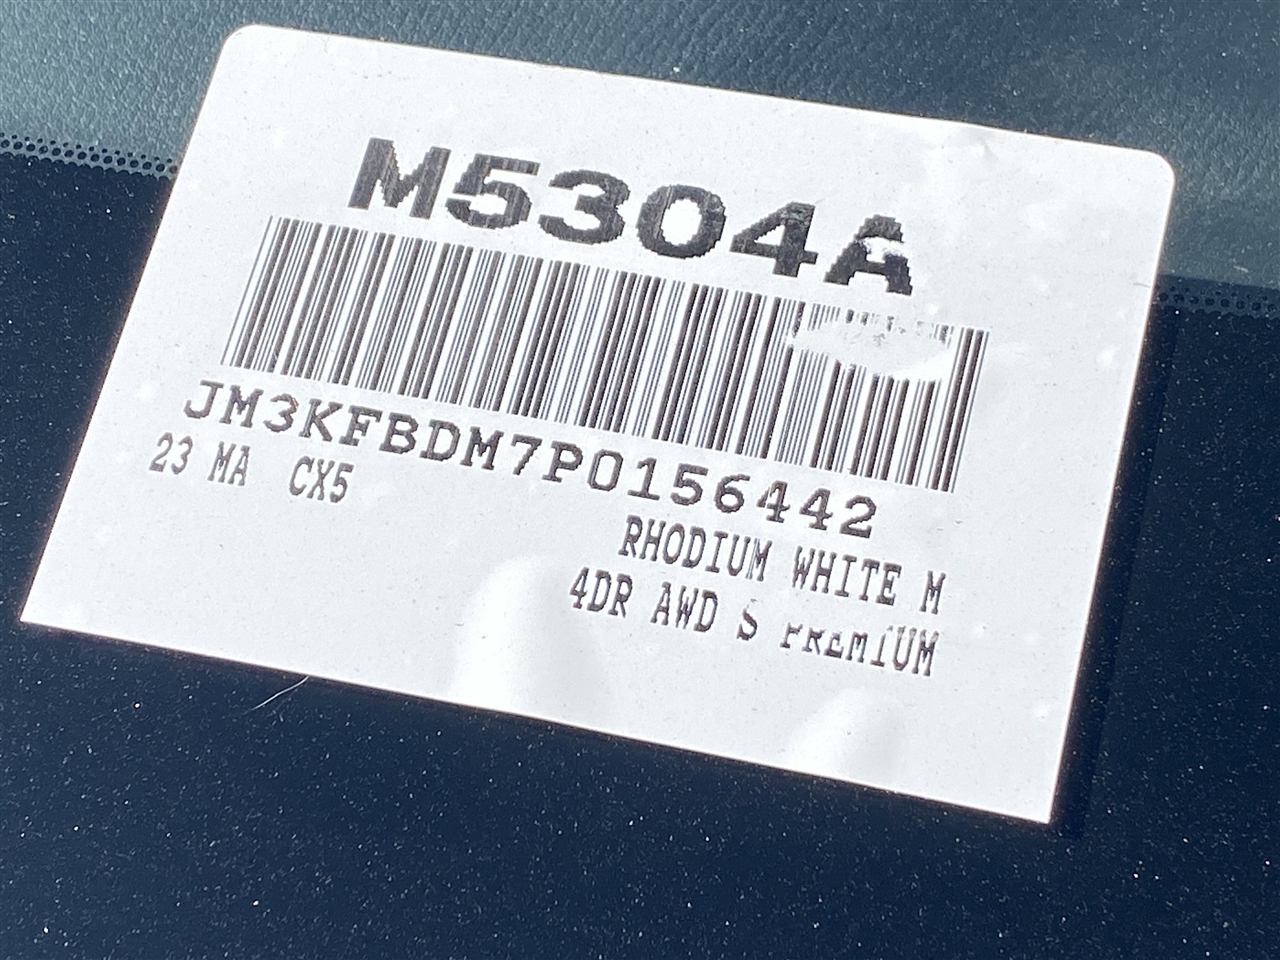 M5304A
JM3KFBDM7P0156442
23 MA CX5
RHODIUM WHITE M
4DR AWD S PREMIUM